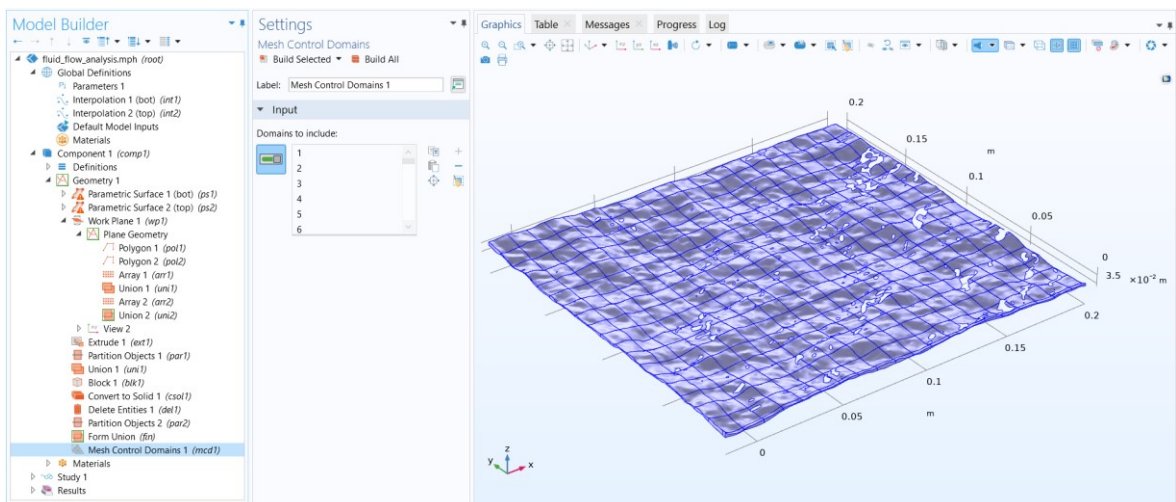 Model Builder
fluid_flow_analysis.mph (root)
Global Definitions
Pi Parameters 1
Interpolation 1 (bot) (int1)
Interpolation 2 (top) (int2)
Default Model Inputs
Materials
Component 1 (comp1)
Definitions
Geometry 1
Parametric Surface 1 (bot) (ps1)
Parametric Surface 2 (top) (ps2)
Work Plane 1 (wp1)
Plane Geometry
Polygon 1 (pol1)
Polygon 2 (pol2)
Array 1 (arr1)
Union 1 (uni1)
Array 2 (arr2)
Union 2 (uni2)
View 2
Extrude 1 (ext1)
Partition Objects 1 (par1)
Union 1 (uni1)
Block 1 (blk1)
Convert to Solid 1 (csol1)
Delete Entities 1 (del1)
Partition Objects 2 (par2)
Form Union (fin)
Mesh Control Domains 1 (mcd1)
Materials
Study 1
Results
Settings
Mesh Control Domains
Build Selected Build All
Label: Mesh Control Domains 1
Input
Domains to include:
1
2
3
4
5
6
Graphics Table Messages Progress Log
0.2
0.15
m
0.1
0.05
0
3.5 ×10⁻² m
0.2
0.15
0.1
m
0.05
0
z
y x